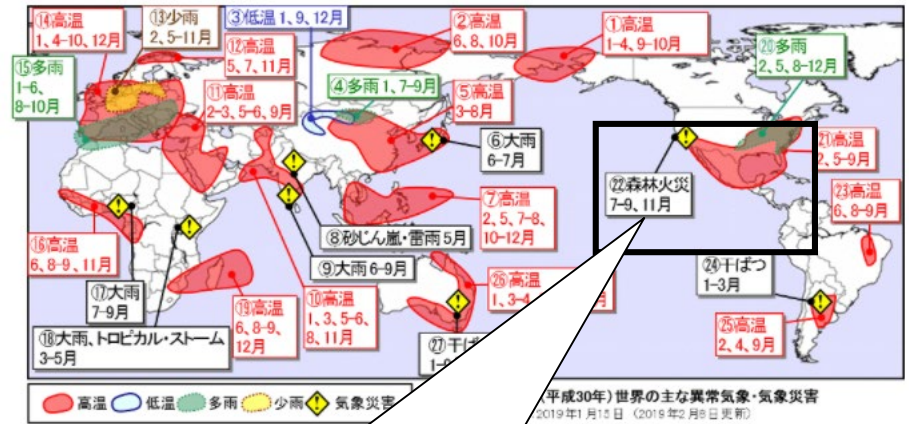 ⑭高温
1、4-10、12月
⑬少雨
2、5-11月
③低温 1、9、12月
②高温
6、8、10月
①高温
1-4、9-10月
⑳多雨
2、5、8-12月
⑮多雨
1-6、
8-10月
⑫高温
5、7、11月
⑪高温
2-3、5-6、9月
④多雨 1、7-9月
⑤高温
3-8月
⑥大雨
6-7月
㉑高温
2、5-9月
㉒森林火災
7-9、11月
⑦高温
2、5、7-8、
10-12月
㉓高温
6、8-9月
⑧砂じん嵐・雷雨 5月
⑨大雨 6-9月
⑯高温
6、8-9、11月
⑰大雨
7-9月
⑱大雨、トロピカル・ストーム
3-5月
⑲高温
6、8-9、
12月
⑩高温
1、3、5-6、
8、11月
㉖高温
1、3-4
月
㉔干ばつ
1-3月
㉕高温
2、4、9月
㉗干ば
高温
低温
多雨
少雨
気象災害
(平成30年)世界の主な異常気象・気象災害
2019年1月15日 (2019年2月8日更新)